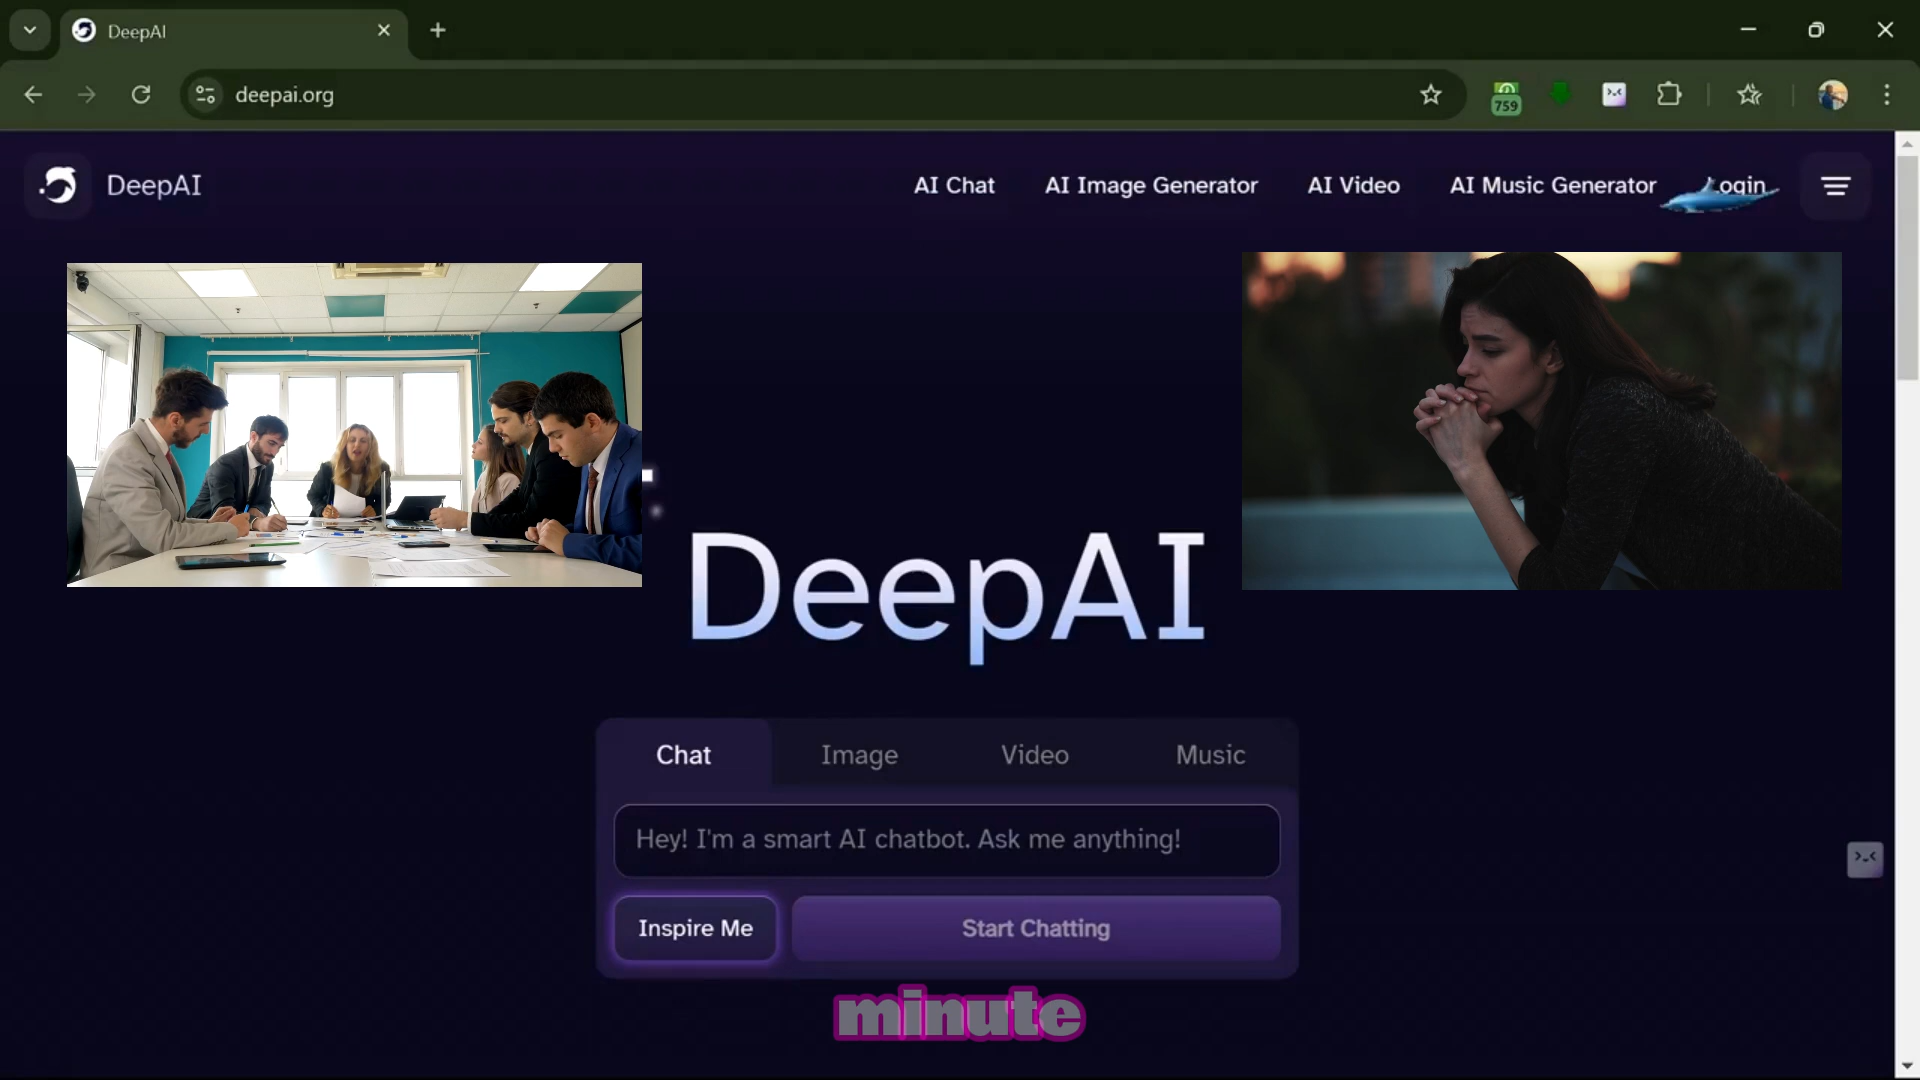 DeepAI
deepai.org
759
DeepAI
AI Chat
AI Image Generator
AI Video
AI Music Generator
Login
DeepAI
Chat
Image
Video
Music
Hey! I'm a smart AI chatbot. Ask me anything!
Inspire Me
Start Chatting
minute